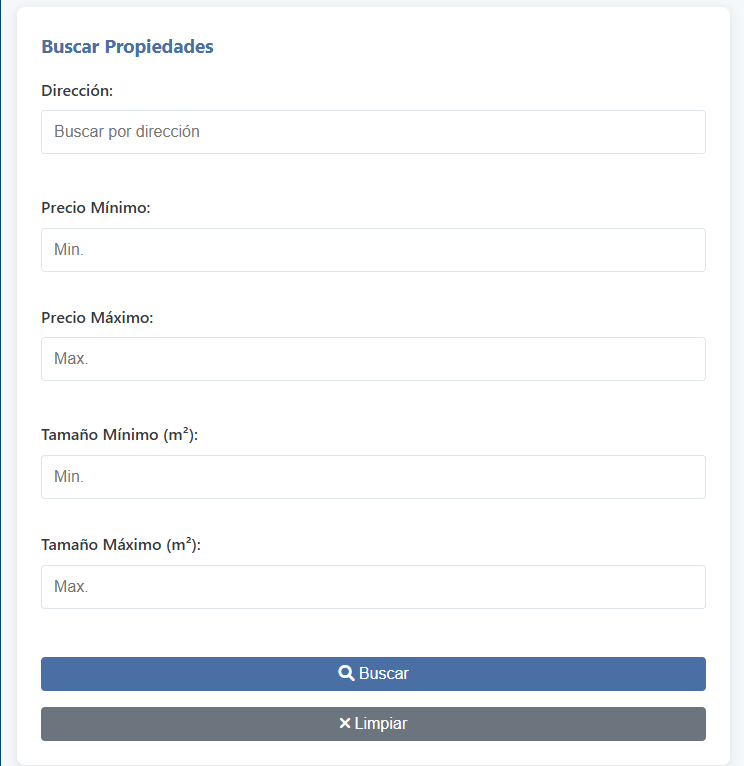 Buscar Propiedades
Dirección:
Buscar por dirección
Precio Mínimo:
Min.
Precio Máximo:
Max.
Tamaño Mínimo (m²):
Min.
Tamaño Máximo (m²):
Max.
Buscar
Limpiar